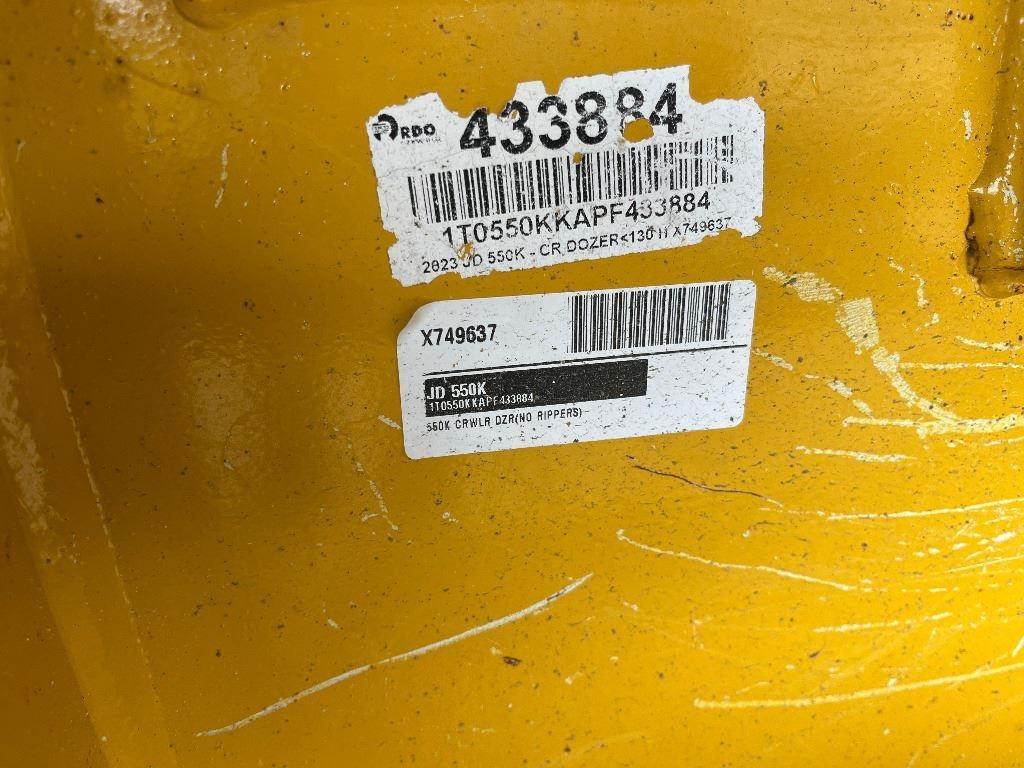 RDO 433884
1T0550KKAPF433884
2023 JD 550K - CR DOZER<130 H X749637
X749637
JD 550K
1T0550KKAPF433884
550K CRWLR DZR(NO RIPPERS)